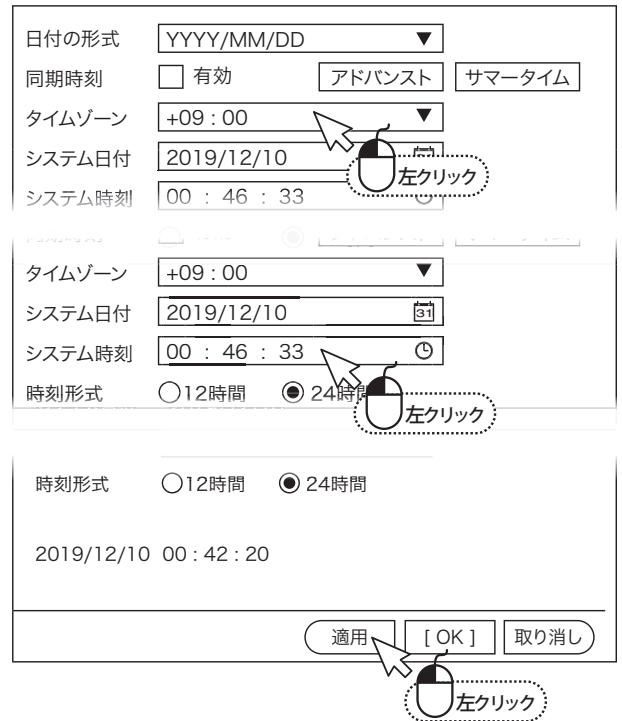 日付の形式 YYYY/MM/DD ▼
同期時刻 有効 アドバンスト サマータイム
タイムゾーン +09 : 00 ▼
システム日付 2019/12/10
左クリック
システム時刻 00 : 46 : 33
タイムゾーン +09 : 00 ▼
システム日付 2019/12/10 31
システム時刻 00 : 46 : 33
時刻形式 12時間 24時間
左クリック
時刻形式 12時間 24時間
2019/12/10 00 : 42 : 20
適用 [ OK ] 取り消し
左クリック